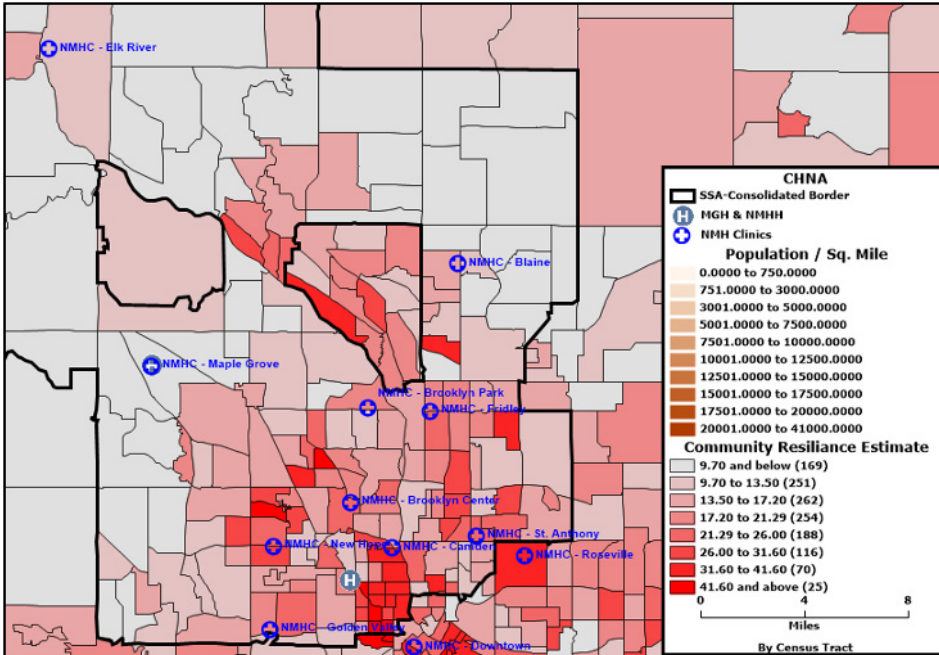 NMHC - Elk River
CHNA
SSA-Consolidated Border
H MGH & NMHH
NMH Clinics
Population / Sq. Mile
0.0000 to 750.0000
751.0000 to 3000.0000
3001.0000 to 5000.0000
5001.0000 to 7500.0000
7501.0000 to 10000.0000
10001.0000 to 12500.0000
12501.0000 to 15000.0000
15001.0000 to 17500.0000
17501.0000 to 20000.0000
20001.0000 to 41000.0000
Community Resiliance Estimate
9.70 and below (169)
9.70 to 13.50 (251)
13.50 to 17.20 (262)
17.20 to 21.29 (254)
21.29 to 26.00 (188)
26.00 to 31.60 (116)
31.60 to 41.60 (70)
41.60 and above (25)
0 4 8
Miles
By Census Tract
NMHC - Blaine
NMHC - Maple Grove
NMHC - Brooklyn Park
NMHC - Fridley
NMHC - Brooklyn Center
NMHC - St. Anthony
NMHC - New Hope
NMHC - Camden
NMHC - Roseville
H
NMHC - Golden Valley
NMHC - Downtown